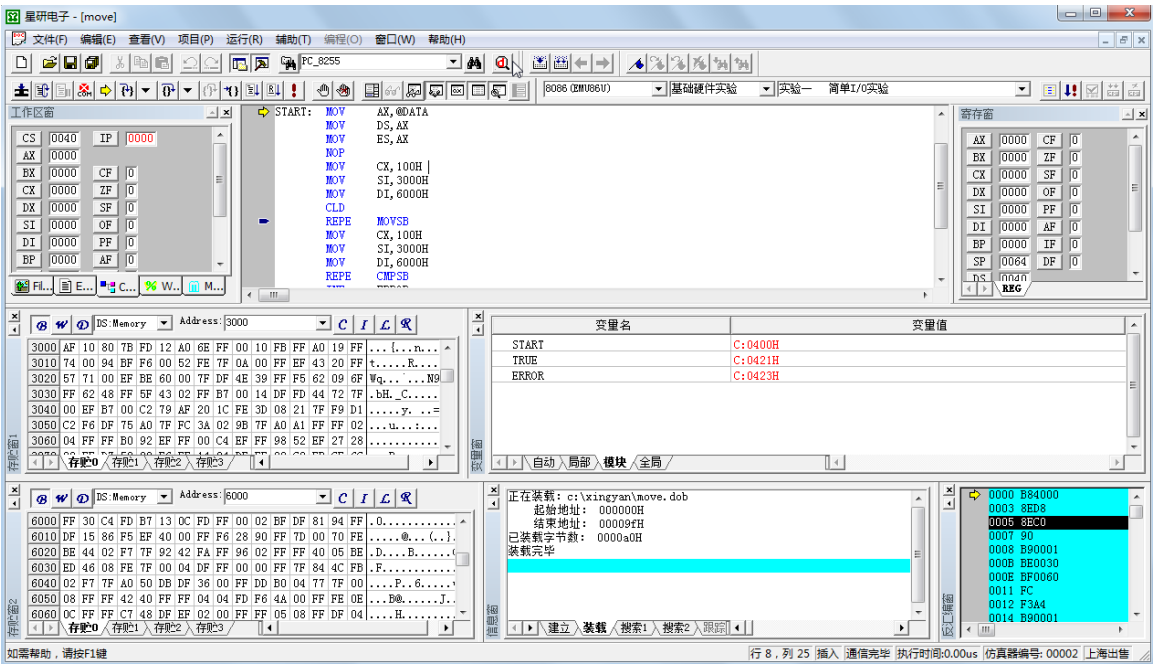 星研电子 - [move]
文件(F) 编辑(E) 查看(V) 项目(P) 运行(R) 辅助(T) 编程(O) 窗口(W) 帮助(H)
PC_8255
8086 (EMU86U) 基础硬件实验 实验一 简单I/0实验
工作区窗
CS 0040 IP 0000
AX 0000
BX 0000 CF 0
CX 0000 ZF 0
DX 0000 SF 0
SI 0000 OF 0
DI 0000 PF 0
BP 0000 AF 0
Fil... E... C... W... M...
START: MOV AX,@DATA
MOV DS,AX
MOV ES,AX
NOP
MOV CX,100H
MOV SI,3000H
MOV DI,6000H
CLD
REPE MOVSB
MOV CX,100H
MOV SI,3000H
MOV DI,6000H
REPE CMPSB
寄存窗
AX 0000 CF 0
BX 0000 ZF 0
CX 0000 SF 0
DX 0000 OF 0
SI 0000 PF 0
DI 0000 AF 0
BP 0000 IF 0
SP 0064 DF 0
DS 0040
REG
B W D DS:Memory Address: 3000 C I L R
3000 AF 10 80 7B FD 12 A0 6E FF 00 10 FB FF A0 19 FF ...{...n...
3010 74 00 94 BF F6 00 52 FE 7F 0A 00 FF EF 43 20 FF t.....R....
3020 57 71 00 EF BE 60 00 7F DF 4E 39 FF F5 62 09 6F Wq...`...N9
3030 FF 62 48 FF 5F 43 02 FF B7 00 14 DF FD 44 72 7F .bH._C.....
3040 00 EF B7 00 C2 79 AF 20 1C FE 3D 08 21 7F F9 D1 .....y. ..=
3050 C2 F6 DF 75 A0 7F FC 3A 02 9B 7F A0 A1 FF FF 02 ...u...:...
3060 04 FF FF B0 92 EF FF 00 C4 EF FF 98 52 EF 27 28 ...........
存贮窗1
存贮0 存贮1 存贮2 存贮3
变量名 变量值
START C:0400H
TRUE C:0421H
ERROR C:0423H
变量窗
自动 局部 模块 全局
B W D DS:Memory Address: 6000 C I L R
6000 FF 30 C4 FD B7 13 0C FD FF 00 02 BF DF 81 94 FF .0.........
6010 DF 15 86 F5 EF 40 00 FF F6 28 90 FF 7D 00 70 FF .....@...(..}.
6020 BE 44 02 F7 7F 92 42 FA FF 96 02 FF FF 40 05 BE .D....B.....
6030 ED 46 08 FE 7F 00 04 DF FF 00 00 FF 7F 84 4C FB .F.........
6040 02 F7 7F A0 50 DB DF 36 00 FF DD B0 04 77 7F 00 ....P..6.....
6050 08 FF FF 42 40 FF FF 04 04 FD F6 4A 00 FF FE 0E ...B@......J..
6060 0C FF FF C7 48 DF EF 02 00 FF FF 05 08 FF DF 04 ....H......
存贮窗2
存贮0 存贮1 存贮2 存贮3
正在装载: c:\xingyan\move.dob
起始地址: 000000H
结束地址: 00009fH
已装载字节数: 0000a0H
装载完毕
信息窗
建立 装载 搜索1 搜索2 跟踪
0000 B84000
0003 8ED8
0005 8EC0
0007 90
0008 B90001
000B BE0030
000E BF0060
0011 FC
0012 F3A4
0014 B90001
反汇编窗
如需帮助，请按F1键 行 8，列 25 插入 通信完毕 执行时间:0.00us 仿真器编号: 00002 上海出售